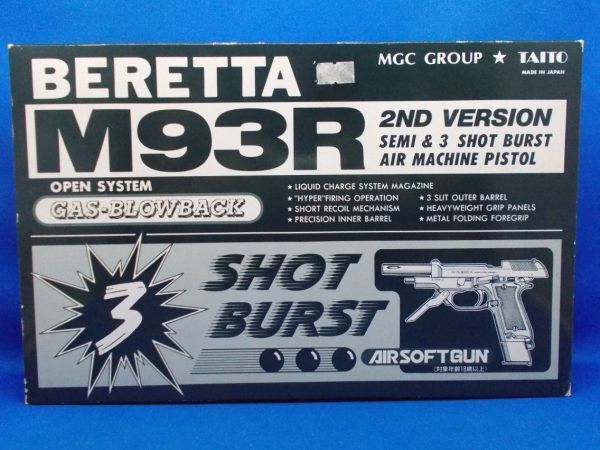 BERETTA
MGC GROUP ★ TAITO
MADE IN JAPAN
M93R
2ND VERSION
SEMI & 3 SHOT BURST
AIR MACHINE PISTOL
OPEN SYSTEM
GAS-BLOWBACK
★ LIQUID CHARGE SYSTEM MAGAZINE
★ "HYPER" FIRING OPERATION
★ SHORT RECOIL MECHANISM
★ PRECISION INNER BARREL
★ 3 SLIT OUTER BARREL
★ HEAVYWEIGHT GRIP PANELS
★ METAL FOLDING FOREGRIP
3
SHOT
BURST
AIRSOFT GUN
(対象年齢18歳以上)